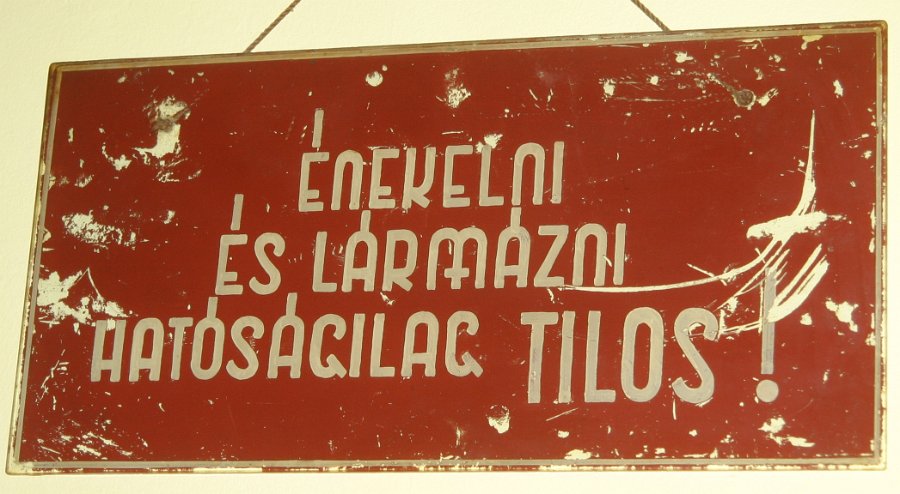 ÉNEKELNI
ÉS LÁRMÁZNI
HATÓSÁGILAG TILOS!